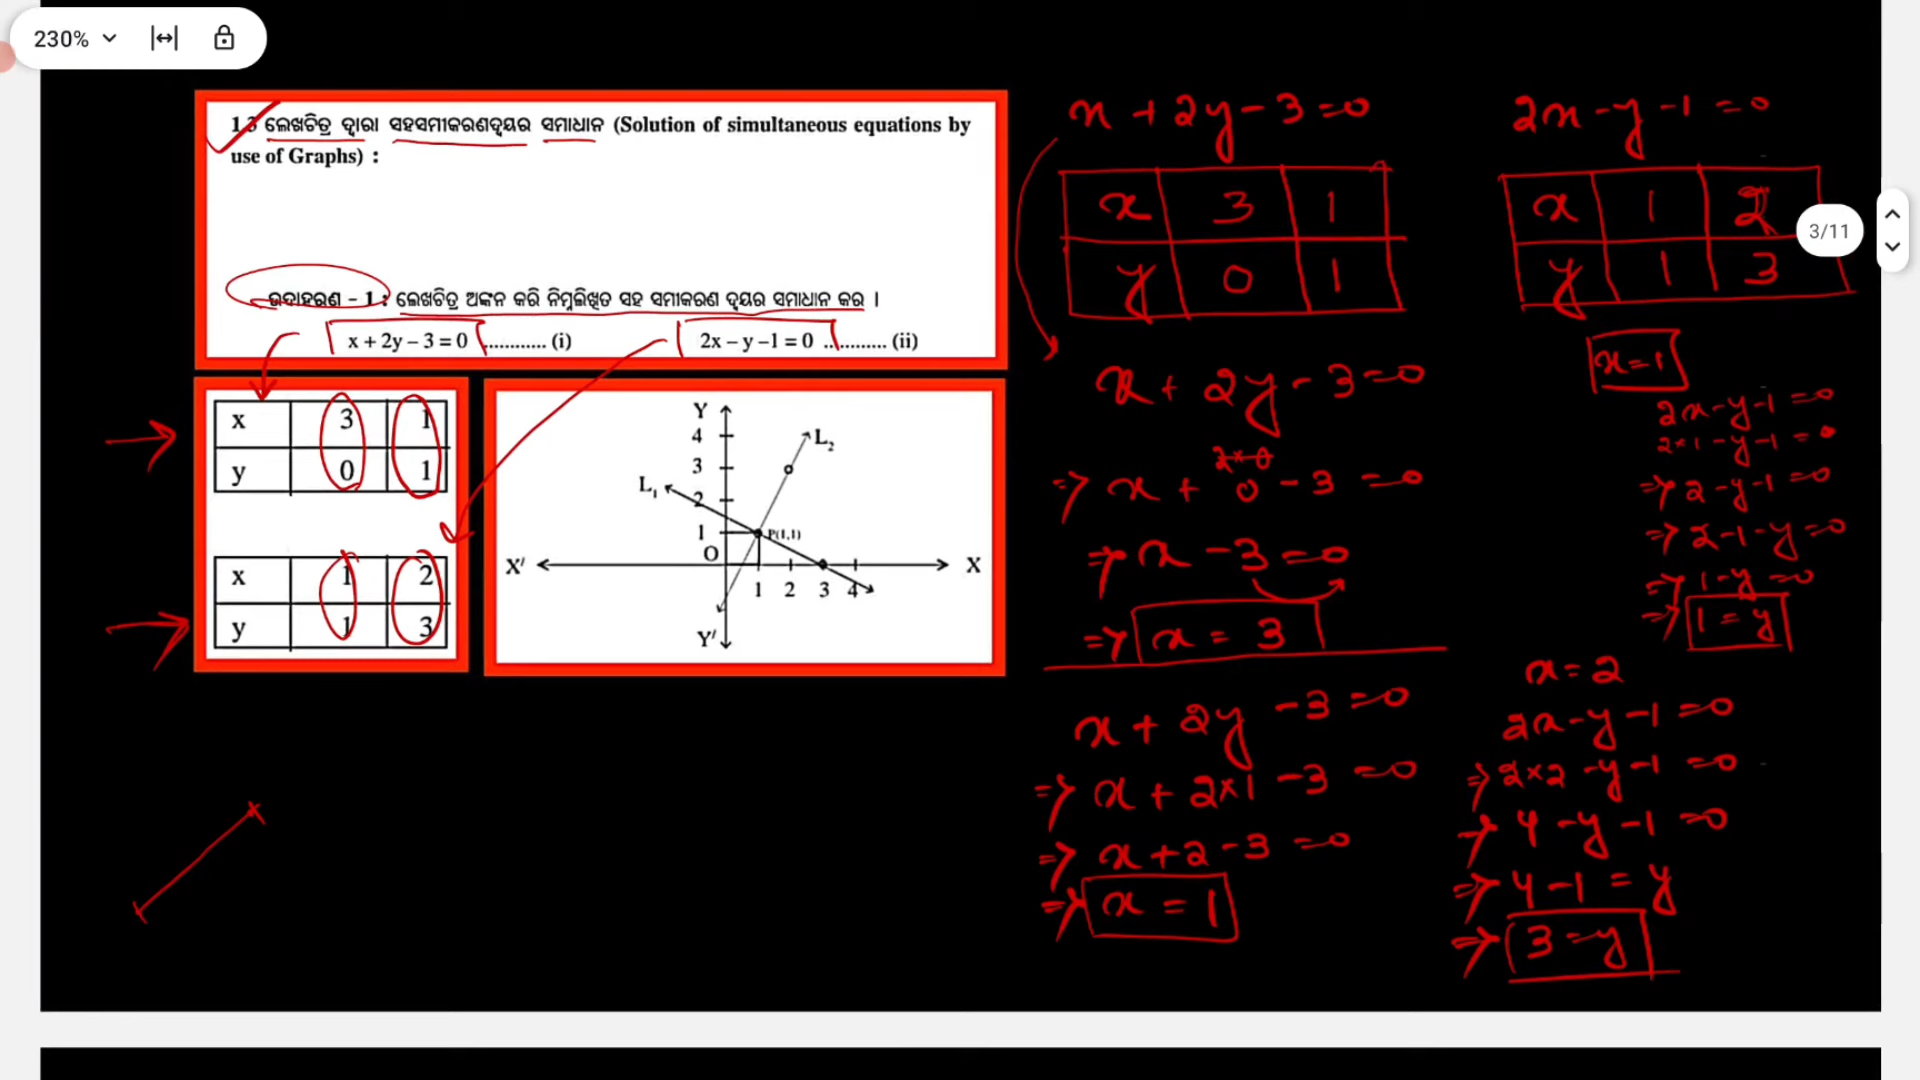 230%
1.3 ଲେଖଚିତ୍ର ଦ୍ୱାରା ସହସମୀକରଣଦ୍ୱୟର ସମାଧାନ (Solution of simultaneous equations by
use of Graphs) :
ଉଦାହରଣ – 1 : ଲେଖଚିତ୍ର ଅଙ୍କନ କରି ନିମ୍ନଲିଖିତ ସହ ସମୀକରଣ ଦ୍ୱୟର ସମାଧାନ କର ।
x + 2y – 3 = 0 ............ (i) 2x – y –1 = 0 ............ (ii)
x 3 1
y 0 1
x 1 2
y 1 3
Y
4
3
2
1
O
L₂
L₁
P(1,1)
X′ X
1 2 3 4
Y′
x + 2y - 3 = 0
x 3 1
y 0 1
x + 2y - 3 = 0
2×0
=> x + 0 - 3 = 0
=> x - 3 = 0
=> x = 3
x + 2y - 3 = 0
=> x + 2×1 - 3 = 0
=> x + 2 - 3 = 0
=> x = 1
2x - y - 1 = 0
x 1 2
y 1 3
3/11
x = 1
2x - y - 1 = 0
2×1 - y - 1 = 0
=> 2 - y - 1 = 0
=> 2 - 1 - y = 0
=> 1 - y = 0
=> 1 = y
x = 2
2x - y - 1 = 0
=> 2×2 - y - 1 = 0
=> 4 - y - 1 = 0
=> 4 - 1 = y
=> 3 = y